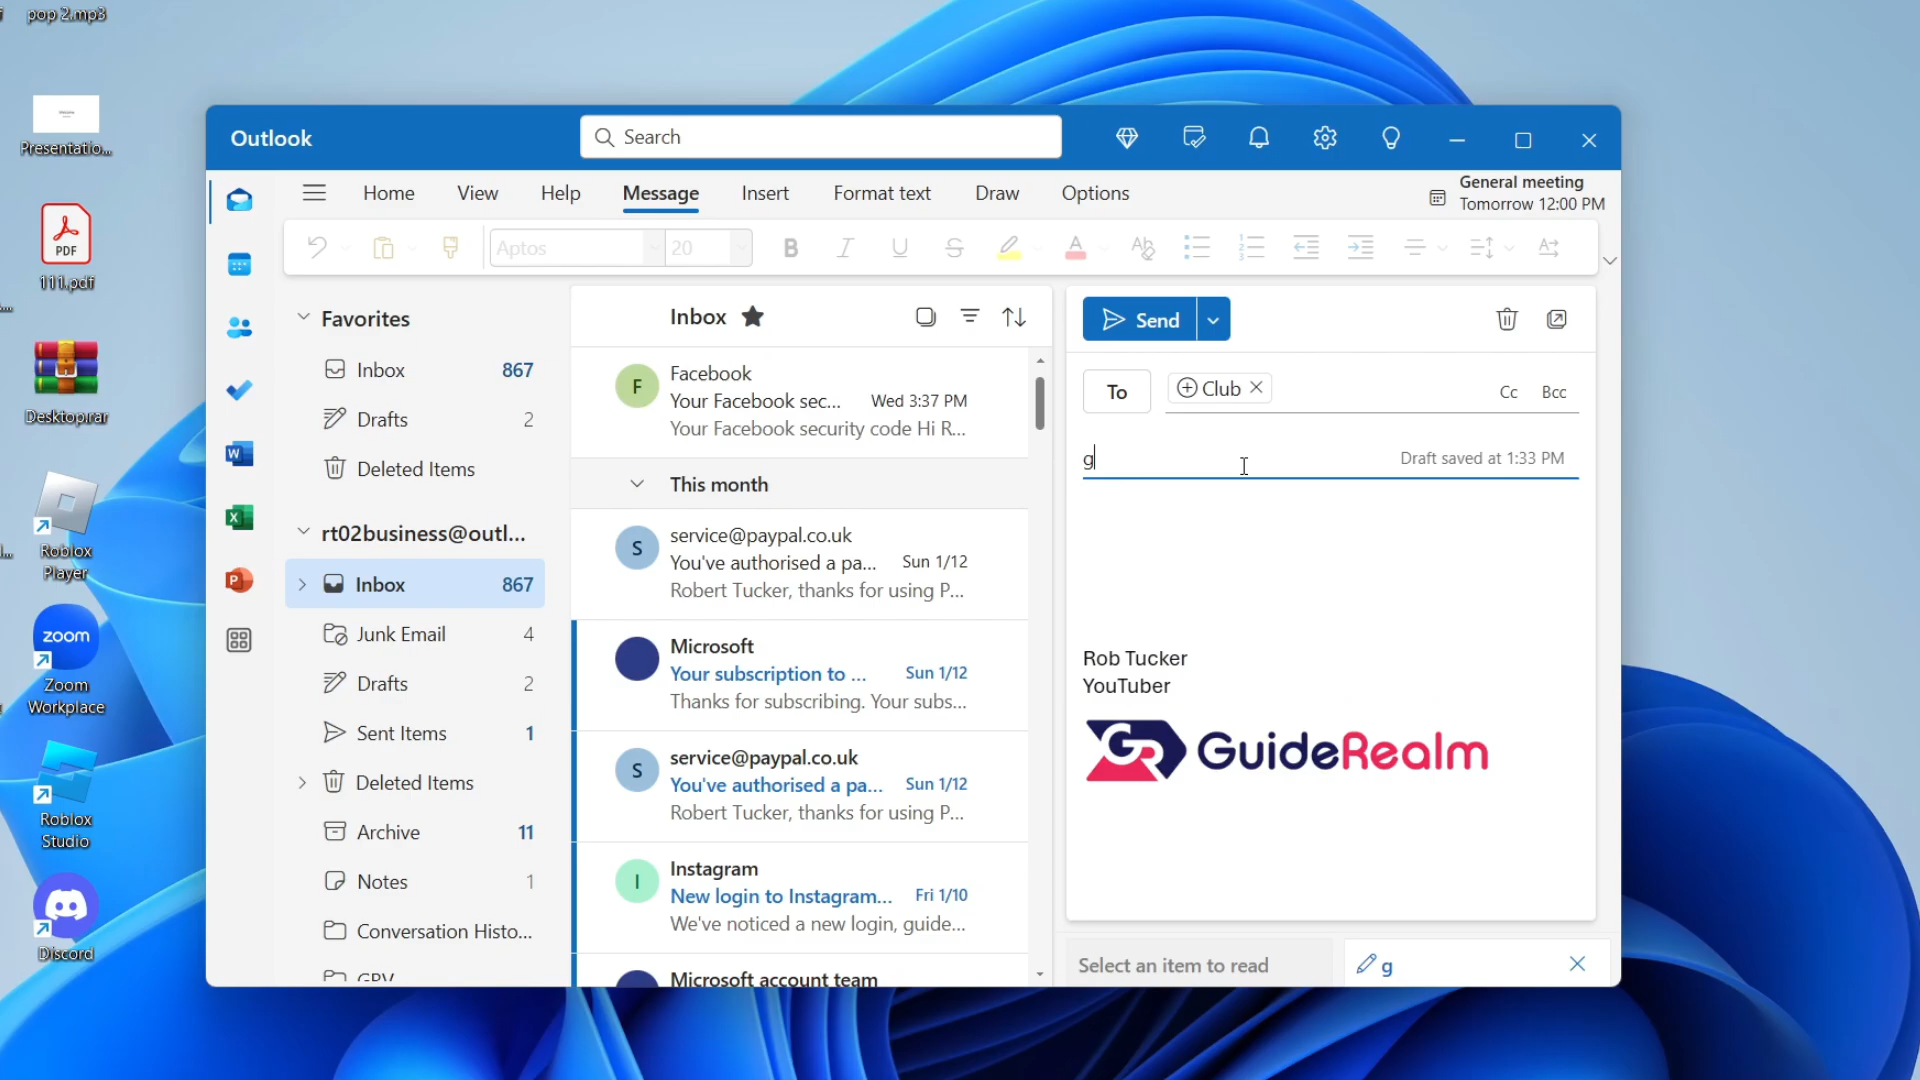 pop 2.mp3
Presentatio...
PDF
111.pdf
Desktop.rar
Roblox
Player
zoom
Zoom
Workplace
Roblox
Studio
Discord
Outlook
Search
Home
View
Help
Message
Insert
Format text
Draw
Options
General meeting
Tomorrow 12:00 PM
Aptos
20
Favorites
Inbox 867
Drafts 2
Deleted Items
rt02business@outl...
Inbox 867
Junk Email 4
Drafts 2
Sent Items 1
Deleted Items
Archive 11
Notes 1
Conversation Histo...
GRV
Inbox
Facebook
Your Facebook sec... Wed 3:37 PM
Your Facebook security code Hi R...
This month
service@paypal.co.uk
You've authorised a pa... Sun 1/12
Robert Tucker, thanks for using P...
Microsoft
Your subscription to ... Sun 1/12
Thanks for subscribing. Your subs...
service@paypal.co.uk
You've authorised a pa... Sun 1/12
Robert Tucker, thanks for using P...
Instagram
New login to Instagram... Fri 1/10
We've noticed a new login, guide...
Microsoft account team
Send
To
Club
Cc
Bcc
g
Draft saved at 1:33 PM
Rob Tucker
YouTuber
GR GuideRealm
Select an item to read
g